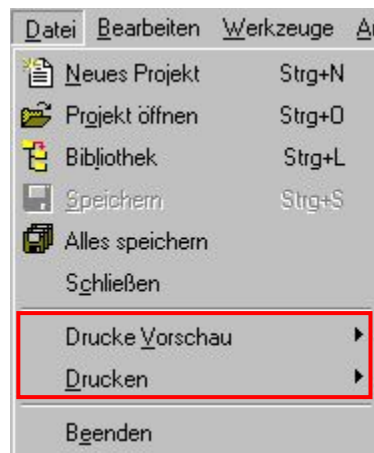 Datei Bearbeiten Werkzeuge
Neues Projekt Strg+N
Projekt öffnen Strg+O
Bibliothek Strg+L
Speichern Strg+S
Alles speichern
Schließen
Drucke Vorschau
Drucken
Beenden